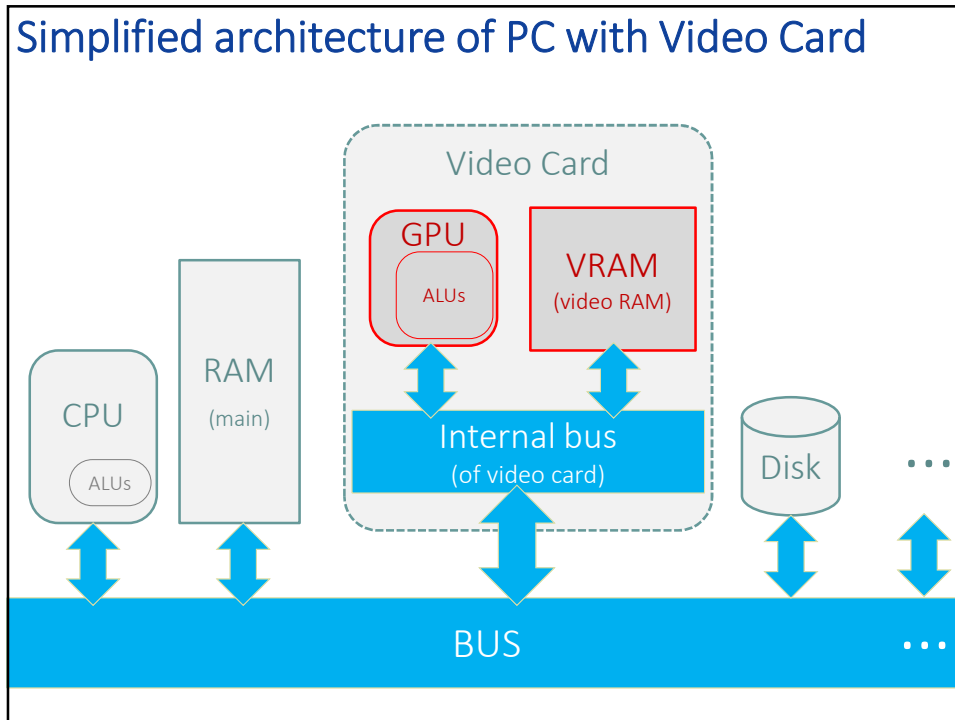 Simplified architecture of PC with Video Card
Video Card
GPU
ALUs
VRAM
(video RAM)
RAM
(main)
CPU
ALUs
Internal bus
(of video card)
Disk
...
BUS
...